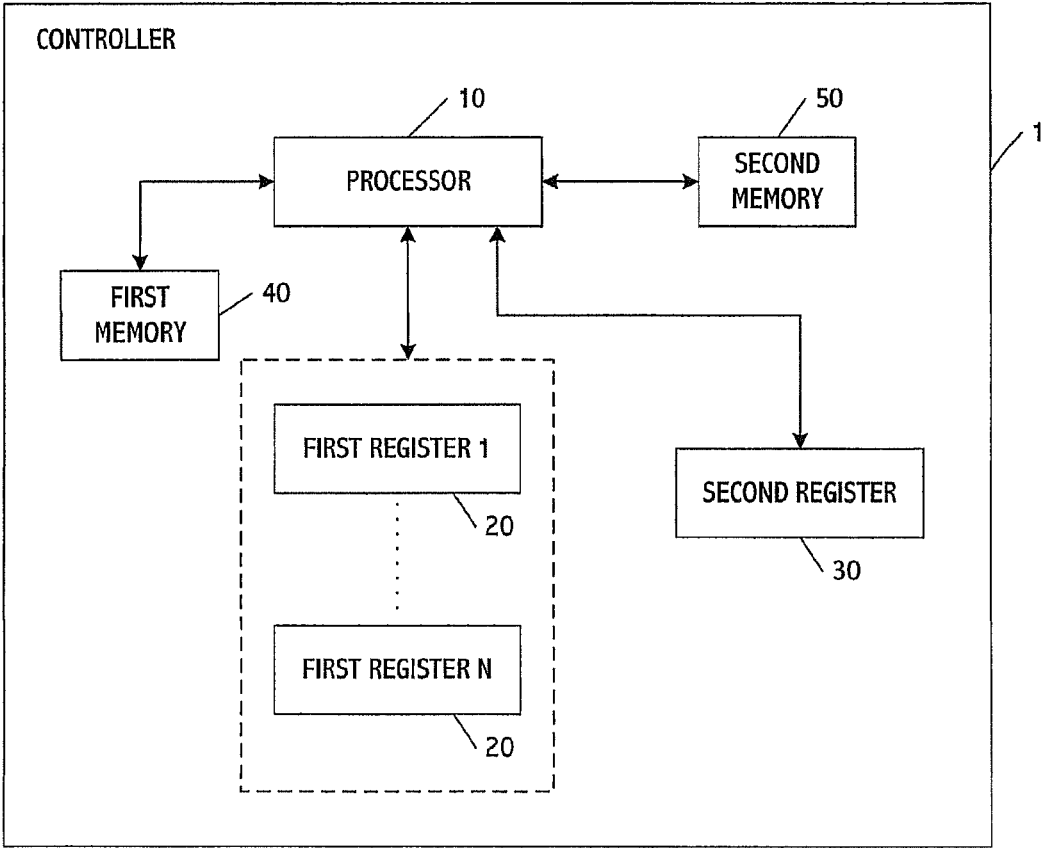 CONTROLLER
10
50
1
PROCESSOR
SECOND
MEMORY
FIRST
MEMORY
40
FIRST REGISTER 1
20
SECOND REGISTER
30
FIRST REGISTER N
20